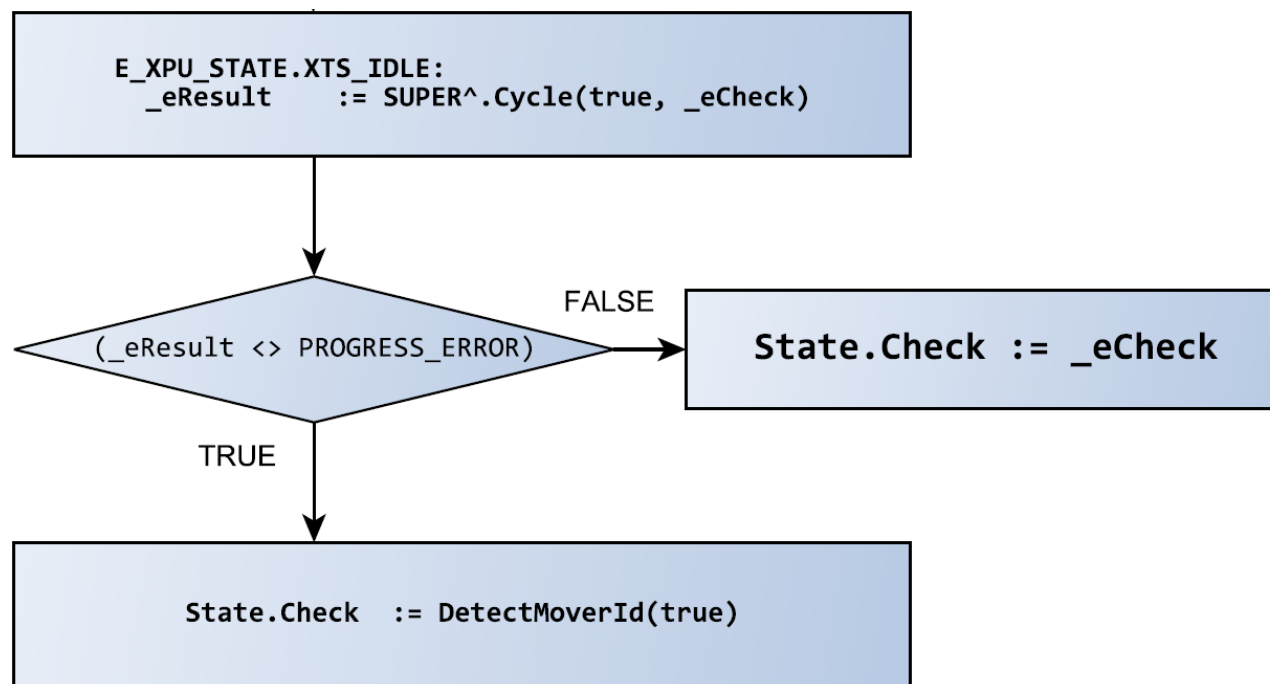 E_XPU_STATE.XTS_IDLE:
_eResult    := SUPER^.Cycle(true, _eCheck)
(_eResult <> PROGRESS_ERROR)
FALSE
State.Check := _eCheck
TRUE
State.Check  := DetectMoverId(true)